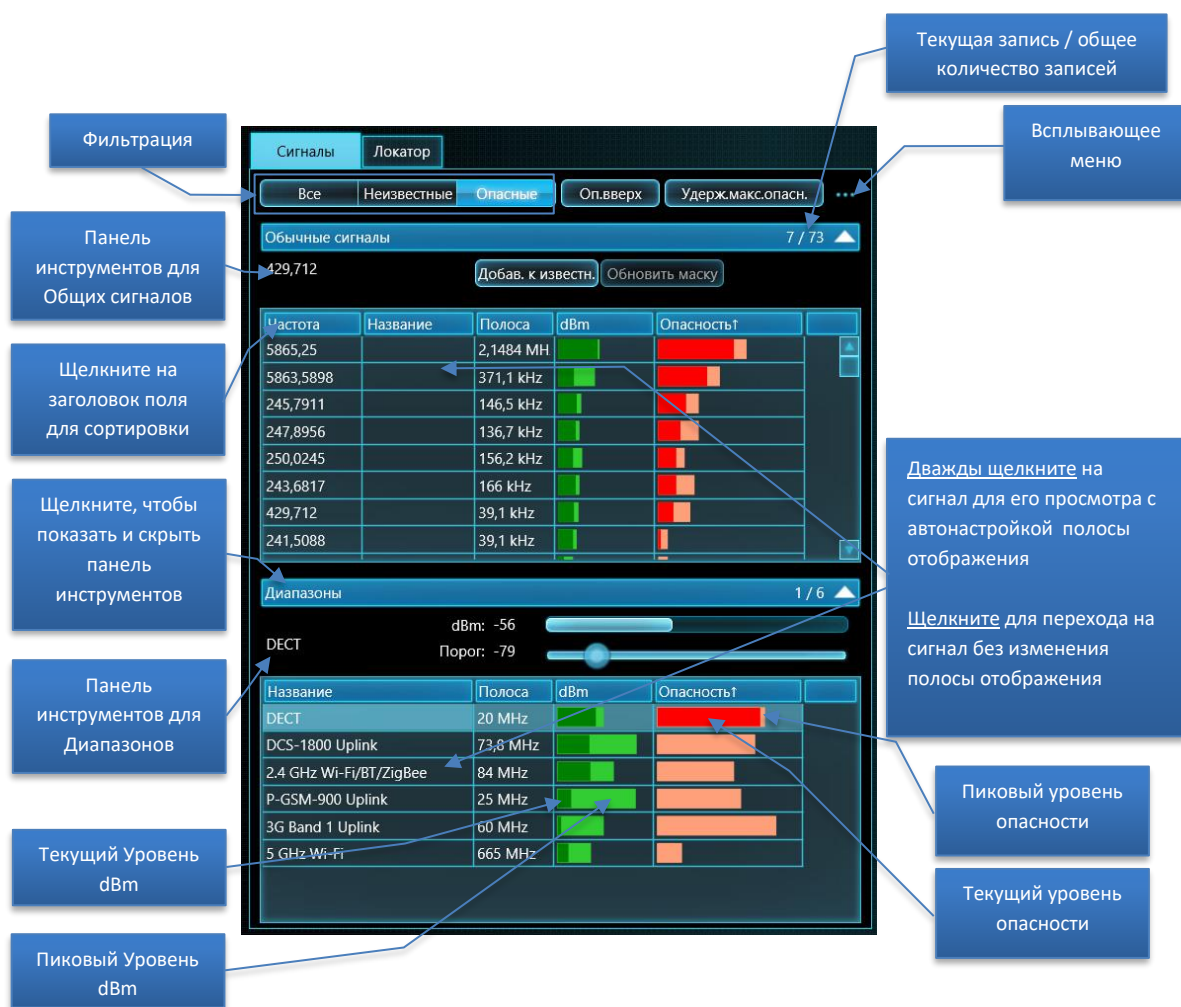 Текущая запись / общее
количество записей
Фильтрация
Всплывающее
меню
Сигналы Локатор
Все Неизвестные Опасные Оп.вверх Удерж.макс.опасн. ...
Панель
инструментов для
Общих сигналов
Обычные сигналы 7 / 73
429,712 Добав. к известн. Обновить маску
Частота Название Полоса dBm Опасность↑
5865,25 2,1484 MH
5863,5898 371,1 kHz
245,7911 146,5 kHz
247,8956 136,7 kHz
250,0245 156,2 kHz
243,6817 166 kHz
429,712 39,1 kHz
241,5088 39,1 kHz
Щелкните на
заголовок поля
для сортировки
Щелкните, чтобы
показать и скрыть
панель
инструментов
Дважды щелкните на
сигнал для его просмотра с
автонастройкой полосы
отображения
Щелкните для перехода на
сигнал без изменения
полосы отображения
Диапазоны 1 / 6
dBm: -56
DECT Порог: -79
Панель
инструментов для
Диапазонов
Название Полоса dBm Опасность↑
DECT 20 MHz
DCS-1800 Uplink 73,8 MHz
2.4 GHz Wi-Fi/BT/ZigBee 84 MHz
P-GSM-900 Uplink 25 MHz
3G Band 1 Uplink 60 MHz
5 GHz Wi-Fi 665 MHz
Пиковый уровень
опасности
Текущий Уровень
dBm
Текущий уровень
опасности
Пиковый Уровень
dBm